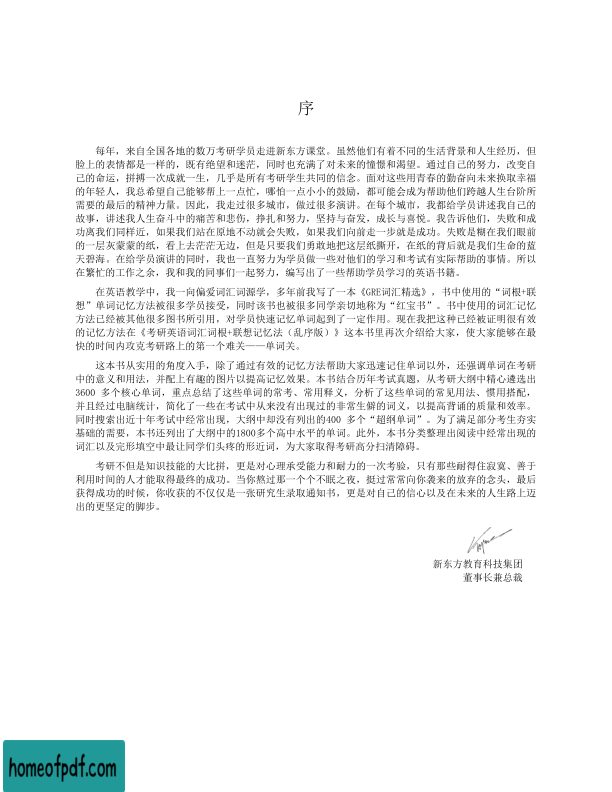 序
每年，来自全国各地的数万考研学员走进新东方课堂。虽然他们有着不同的生活背景和人生经历，但
脸上的表情都是一样的，既有绝望和迷茫，同时也充满了对未来的憧憬和渴望。通过自己的努力，改变自
己的命运，拼搏一次成就一生，几乎是所有考研学生共同的信念。面对这些用青春的勤奋向未来换取幸福
的年轻人，我总希望自己能够帮上一点忙，哪怕一点小小的鼓励，都可能会成为帮助他们跨越人生台阶所
需要的最后的精神力量。因此，我走过很多城市，做过很多演讲。在每个城市，我都给学员讲述我自己的
故事，讲述我人生奋斗中的痛苦和悲伤，挣扎和努力，坚持与奋发，成长与喜悦。我告诉他们，失败和成
功离我们同样近，如果我们站在原地不动就会失败，如果我们向前走一步就是成功。失败是糊在我们眼前
的一层灰蒙蒙的纸，看上去茫茫无边，但是只要我们勇敢地把这层纸撕开，在纸的背后就是我们生命的蓝
天碧海。在给学员演讲的同时，我也一直努力为学员做一些对他们的学习和考试有实际帮助的事情。所以
在繁忙的工作之余，我和我的同事们一起努力，编写出了一些帮助学员学习的英语书籍。
在英语教学中，我一向偏爱词汇词源学，多年前我写了一本《GRE词汇精选》，书中使用的“词根+联
想”单词记忆方法被很多学员接受，同时该书也被很多同学亲切地称为“红宝书”。书中使用的词汇记忆
方法已经被其他很多图书所引用，对学员快速记忆单词起到了一定作用。现在我把这种已经被证明很有效
的记忆方法在《考研英语词汇词根+联想记忆法（乱序版）》这本书里再次介绍给大家，使大家能够在最
快的时间内攻克考研路上的第一个难关——单词关。
这本书从实用的角度入手，除了通过有效的记忆方法帮助大家迅速记住单词以外，还强调单词在考研
中的意义和用法，并配上有趣的图片以提高记忆效果。本书结合历年考试真题，从考研大纲中精心遴选出
3600 多个核心单词，重点总结了这些单词的常考、常用释义，分析了这些单词的常见用法、惯用搭配，
并且经过电脑统计，简化了一些在考试中从来没有出现过的非常生僻的词义，以提高背诵的质量和效率。
同时搜索出近十年考试中经常出现，大纲中却没有列出的400 多个“超纲单词”。为了满足部分考生夯实
基础的需要，本书还列出了大纲中的1800多个高中水平的单词。此外，本书分类整理出阅读中经常出现的
词汇以及完形填空中最让同学们头疼的形近词，为大家取得考研高分扫清障碍。
考研不但是知识技能的大比拼，更是对心理承受能力和耐力的一次考验，只有那些耐得住寂寞、善于
利用时间的人才能取得最终的成功。当你熬过那一个个不眠之夜，挺过常常向你袭来的放弃的念头，最后
获得成功的时候，你收获的不仅仅是一张研究生录取通知书，更是对自己的信心以及在未来的人生路上迈
出的更坚定的脚步。
新东方教育科技集团
董事长兼总裁
homeofpdf.com